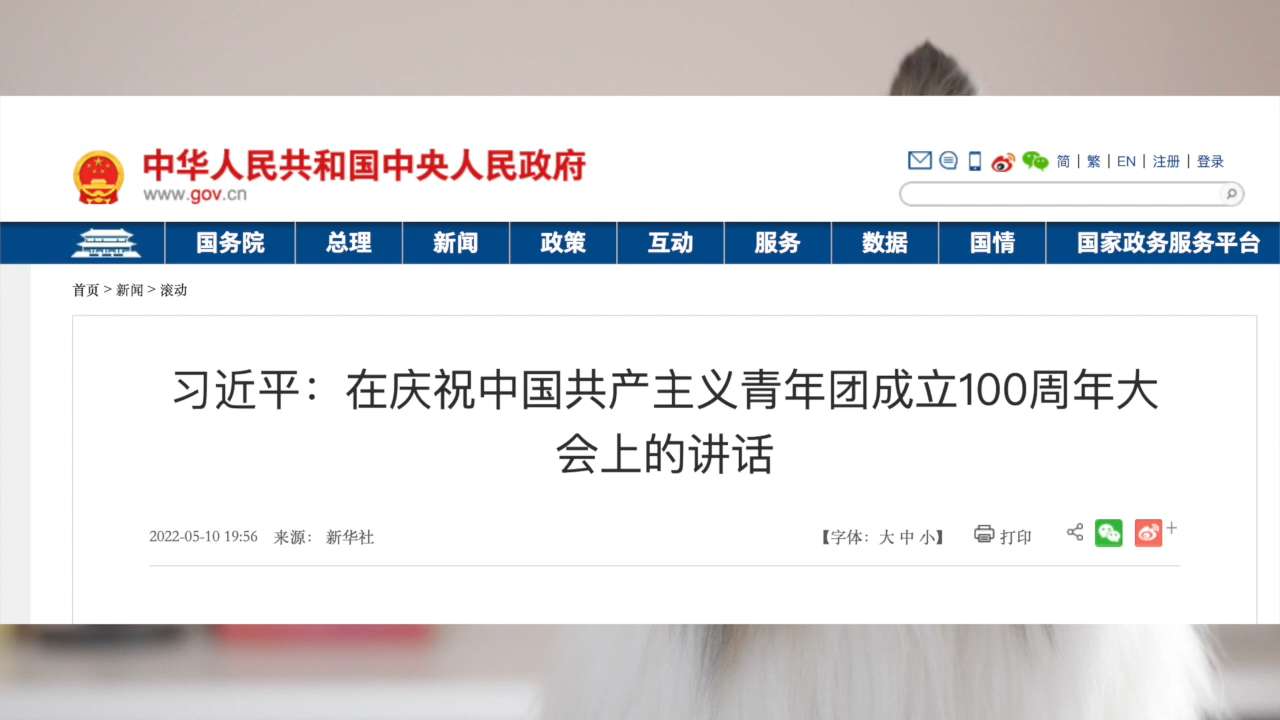 中华人民共和国中央人民政府
www.gov.cn
简 | 繁 | EN | 注册 | 登录
国务院 总理 新闻 政策 互动 服务 数据 国情 国家政务服务平台
首页 > 新闻 > 滚动
习近平：在庆祝中国共产主义青年团成立100周年大
会上的讲话
2022-05-10 19:56 来源： 新华社 【字体：大 中 小】 打印